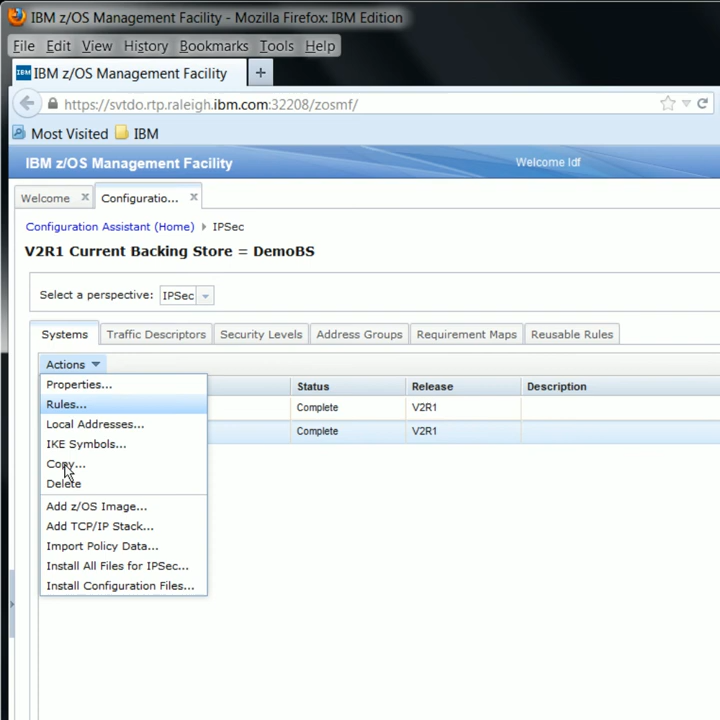 IBM z/OS Management Facility - Mozilla Firefox: IBM Edition
File Edit View History Bookmarks Tools Help
IBM IBM z/OS Management Facility +
https://svtdo.rtp.raleigh.ibm.com:32208/zosmf/
Most Visited IBM
IBM z/OS Management Facility Welcome ldf
Welcome Configuratio...
Configuration Assistant (Home) IPSec
V2R1 Current Backing Store = DemoBS
Select a perspective: IPSec
Systems Traffic Descriptors Security Levels Address Groups Requirement Maps Reusable Rules
Actions
Status Release Description
Complete V2R1
Complete V2R1
Properties...
Rules...
Local Addresses...
IKE Symbols...
Copy...
Delete
Add z/OS Image...
Add TCP/IP Stack...
Import Policy Data...
Install All Files for IPSec...
Install Configuration Files...